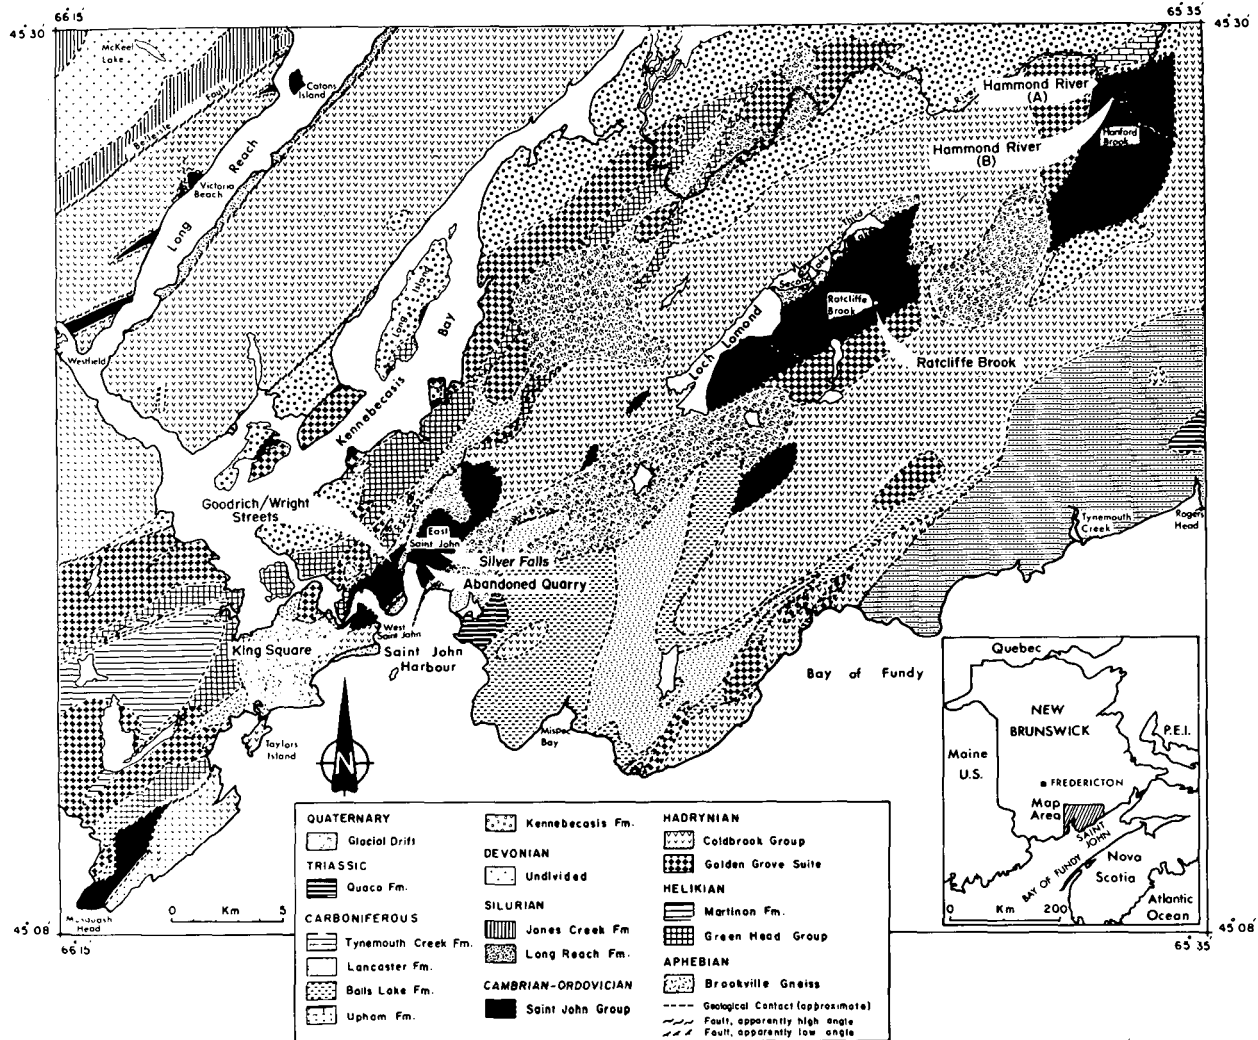 66°15'
65°35'
45°30'
45°30'
McKeel
Lake
Catons
Island
Belleisle Fault
Long Reach
Victoria
Beach
Westfield
Long Island
Kennebecasis Bay
Hammond River
(A)
Hanford
Brook
Hammond River
(B)
Third
Loch Lomond
Ratcliffe
Brook
Ratcliffe Brook
Goodrich/Wright
Streets
East
Saint John
Silver Falls
Abandoned Quarry
West
Saint John
King Square
Saint John
Harbour
Taylors
Island
Mispec
Bay
Musquash
Head
Tynemouth
Creek
Rogers
Head
Bay of Fundy
N
0 Km 5
45°08'
66°15'
45°08'
65°35'
Quebec
NEW
BRUNSWICK
P.E.I.
Maine
U.S.
FREDERICTON
Map
Area
SAINT
JOHN
BAY OF FUNDY
Nova
Scotia
Atlantic
Ocean
0 Km 200
QUATERNARY
Glacial Drift
TRIASSIC
Quaco Fm.
CARBONIFEROUS
Tynemouth Creek Fm.
Lancaster Fm.
Balls Lake Fm.
Upham Fm.
Kennebecasis Fm.
DEVONIAN
Undivided
SILURIAN
Jones Creek Fm
Long Reach Fm.
CAMBRIAN-ORDOVICIAN
Saint John Group
HADRYNIAN
Coldbrook Group
Golden Grove Suite
HELIKIAN
Martinon Fm.
Green Head Group
APHEBIAN
Brookville Gneiss
Geological Contact (approximate)
Fault, apparently high angle
Fault, apparently low angle